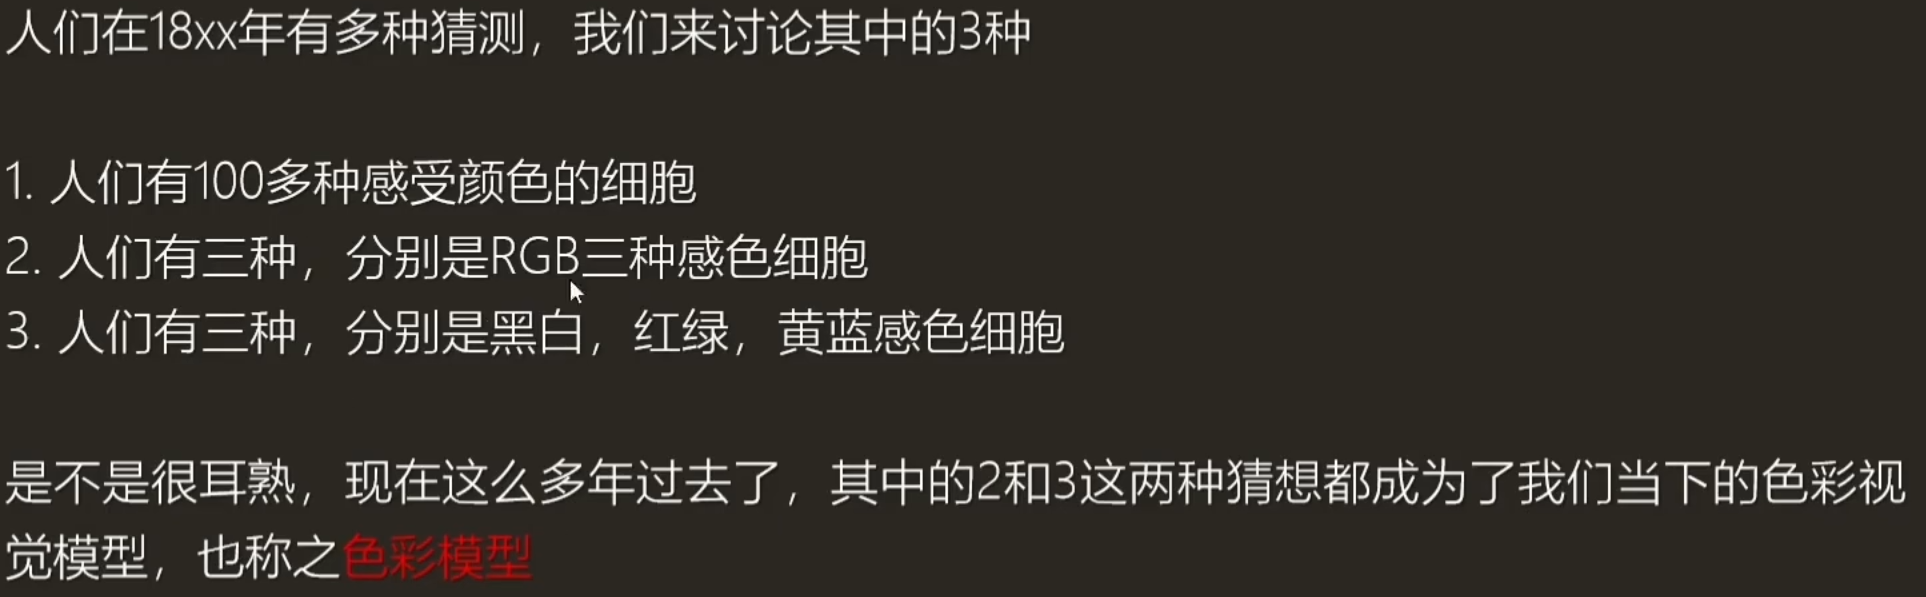 人们在18xx年有多种猜测，我们来讨论其中的3种
1. 人们有100多种感受颜色的细胞
2. 人们有三种，分别是RGB三种感色细胞
3. 人们有三种，分别是黑白，红绿，黄蓝感色细胞
是不是很耳熟，现在这么多年过去了，其中的2和3这两种猜想都成为了我们当下的色彩视
觉模型，也称之色彩模型